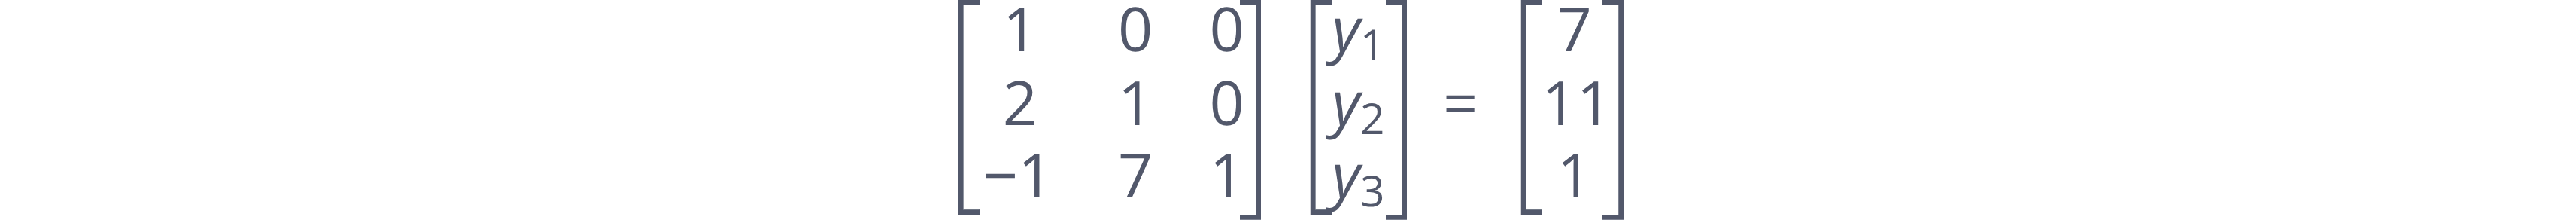 [1 0 0] [y₁] [7]
[2 1 0] [y₂] = [11]
[−1 7 1] [y₃] [1]